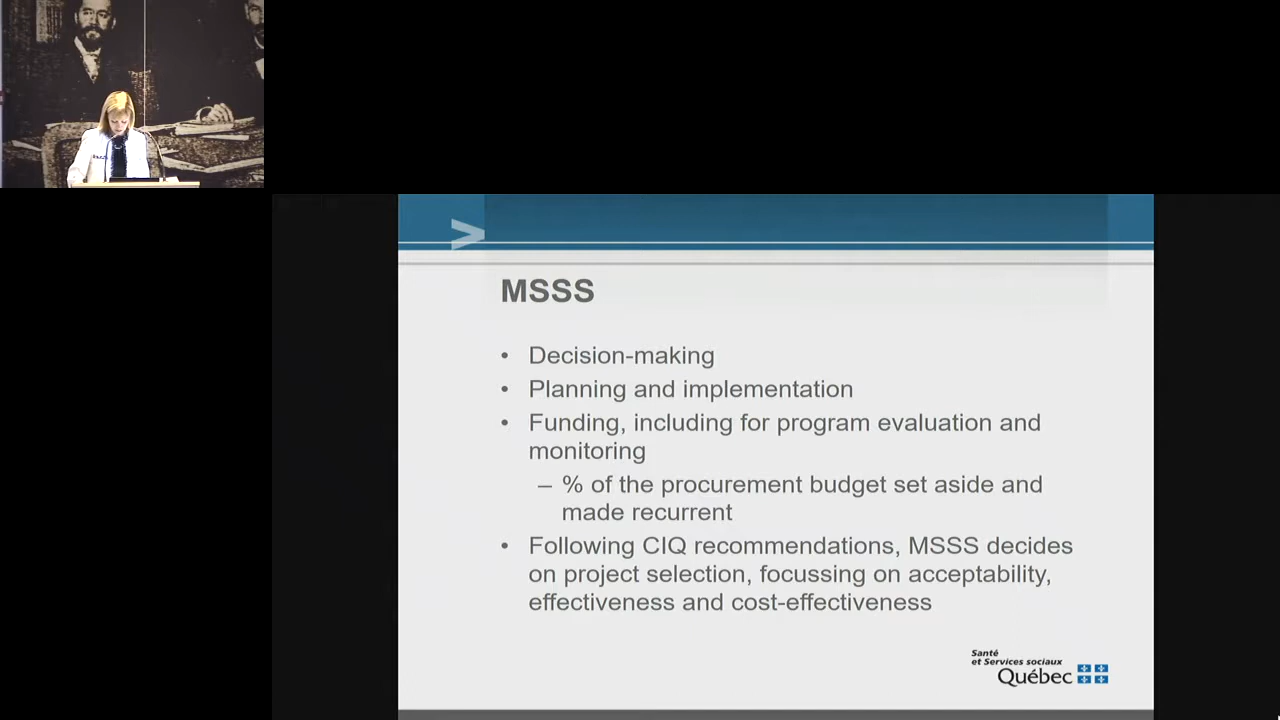 >
MSSS
• Decision-making
• Planning and implementation
• Funding, including for program evaluation and
monitoring
– % of the procurement budget set aside and
made recurrent
• Following CIQ recommendations, MSSS decides
on project selection, focussing on acceptability,
effectiveness and cost-effectiveness
Santé
et Services sociaux
Québec